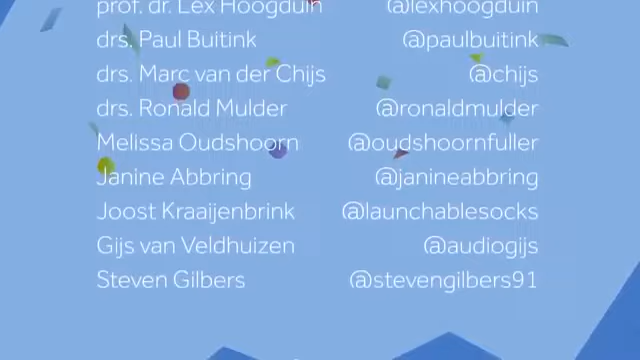 prof. dr. Lex Hoogduin @lexhoogduin
drs. Paul Buitink @paulbuitink
drs. Marc van der Chijs @chijs
drs. Ronald Mulder @ronaldmulder
Melissa Oudshoorn @oudshoornfuller
Janine Abbring @janineabbring
Joost Kraaijenbrink @launchablesocks
Gijs van Veldhuizen @audiogijs
Steven Gilbers @stevengilbers91